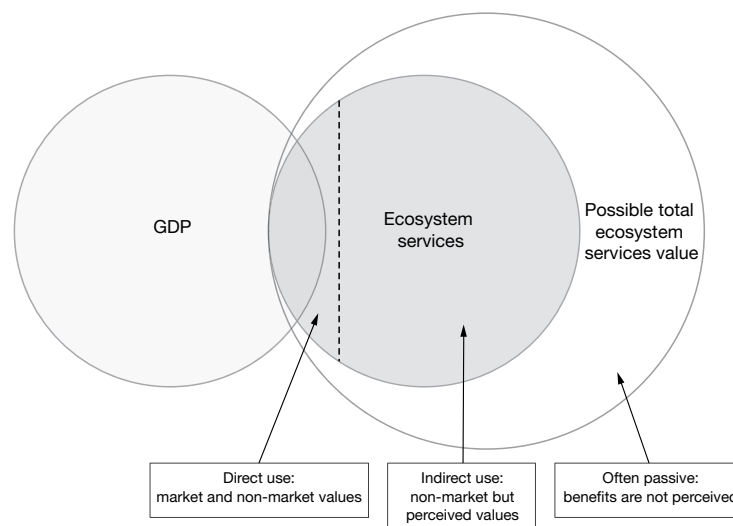 GDP
Ecosystem
services
Possible total
ecosystem
services value
Direct use:
market and non-market values
Indirect use:
non-market but
perceived values
Often passive:
benefits are not perceived